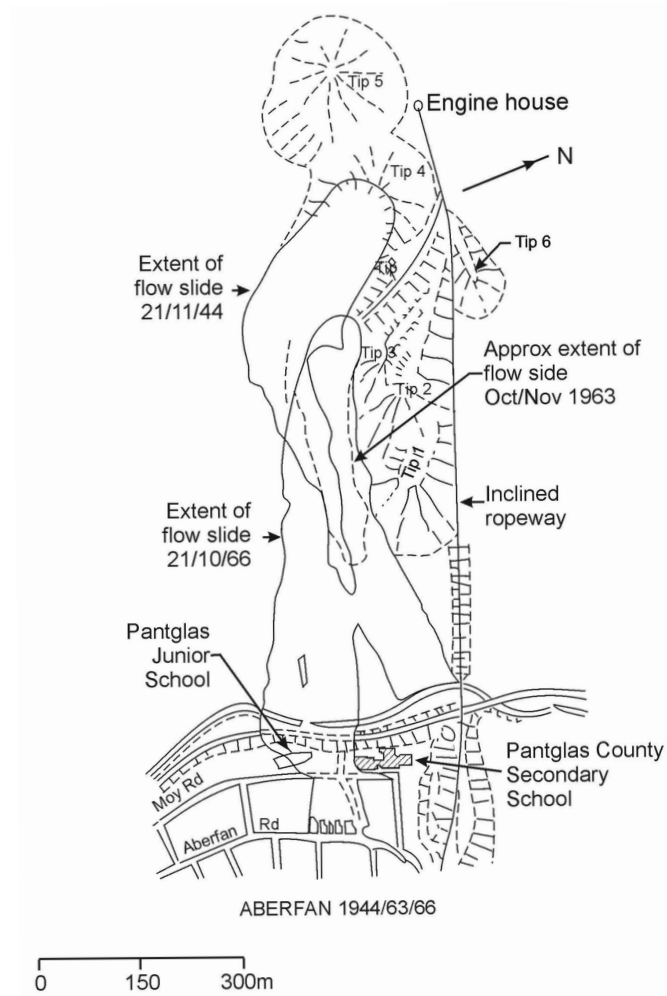 Tip 5
Engine house
N
Tip 4
Tip 6
Extent of
flow slide
21/11/44
Tip 3
Approx extent of
flow side
Oct/Nov 1963
Tip 2
Tip 1
Inclined
ropeway
Extent of
flow slide
21/10/66
Pantglas
Junior
School
Pantglas County
Secondary
School
Moy Rd
Aberfan Rd
ABERFAN 1944/63/66
0 150 300m